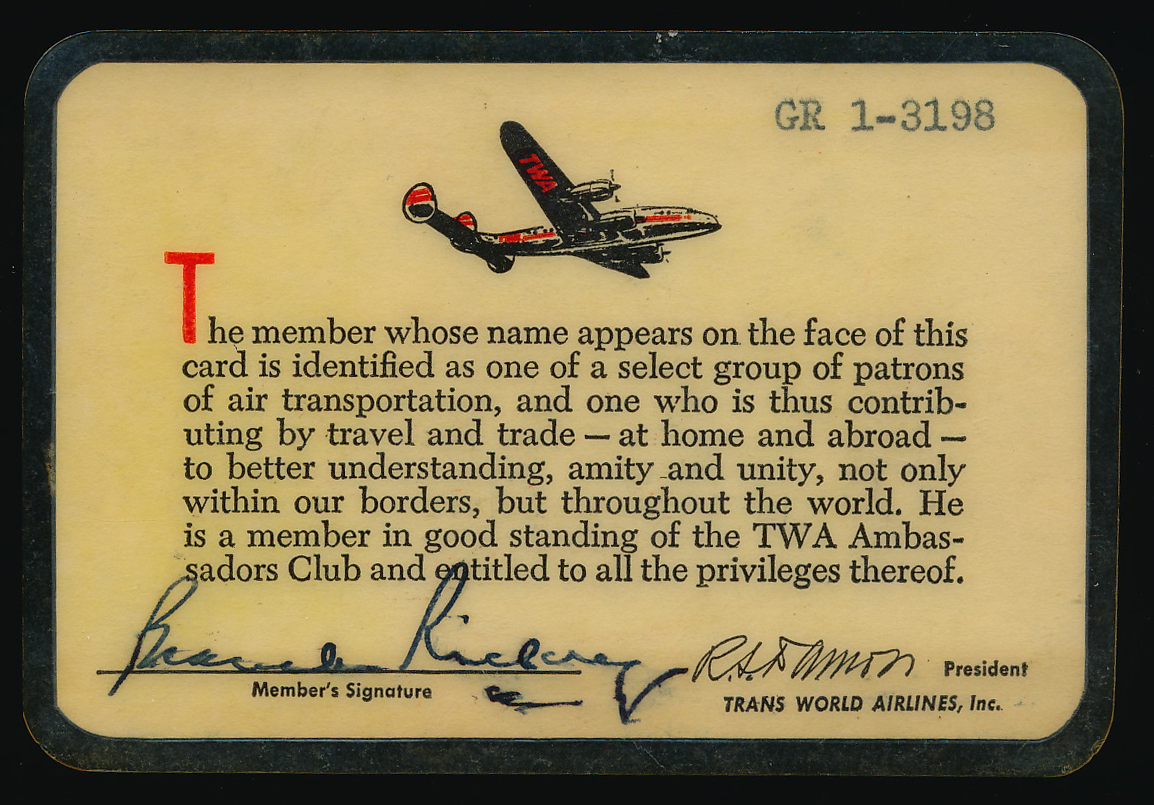 GR 1-3198
TWA
The member whose name appears on the face of this
card is identified as one of a select group of patrons
of air transportation, and one who is thus contrib-
uting by travel and trade — at home and abroad —
to better understanding, amity and unity, not only
within our borders, but throughout the world. He
is a member in good standing of the TWA Ambas-
sadors Club and entitled to all the privileges thereof.
R.S. Damon President
Member's Signature
TRANS WORLD AIRLINES, Inc.